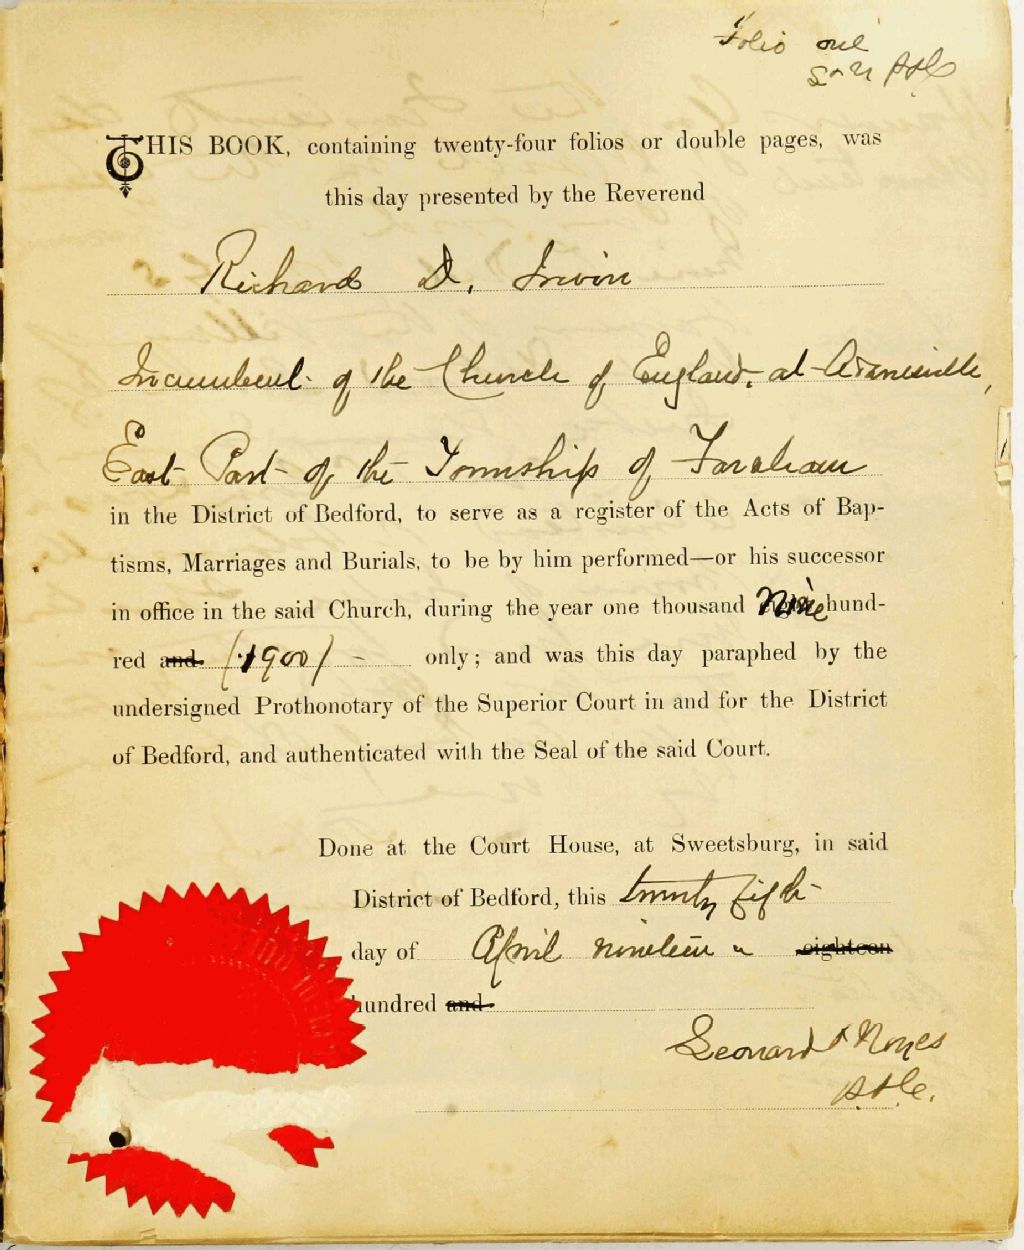 Folio one
THIS BOOK, containing twenty-four folios or double pages, was
this day presented by the Reverend
Richard D. Irwin
Incumbent of the Church of England, at Adamsville,
East Part of the Township of Farnham
in the District of Bedford, to serve as a register of the Acts of Bap-
tisms, Marriages and Burials, to be by him performed—or his successor
in office in the said Church, during the year one thousand Nine hund-
red and (1900) - only; and was this day paraphed by the
undersigned Prothonotary of the Superior Court in and for the District
of Bedford, and authenticated with the Seal of the said Court.
Done at the Court House, at Sweetsburg, in said
District of Bedford, this twenty fifth
day of April nineteen " eighteen
hundred and
Leonard & Noyes